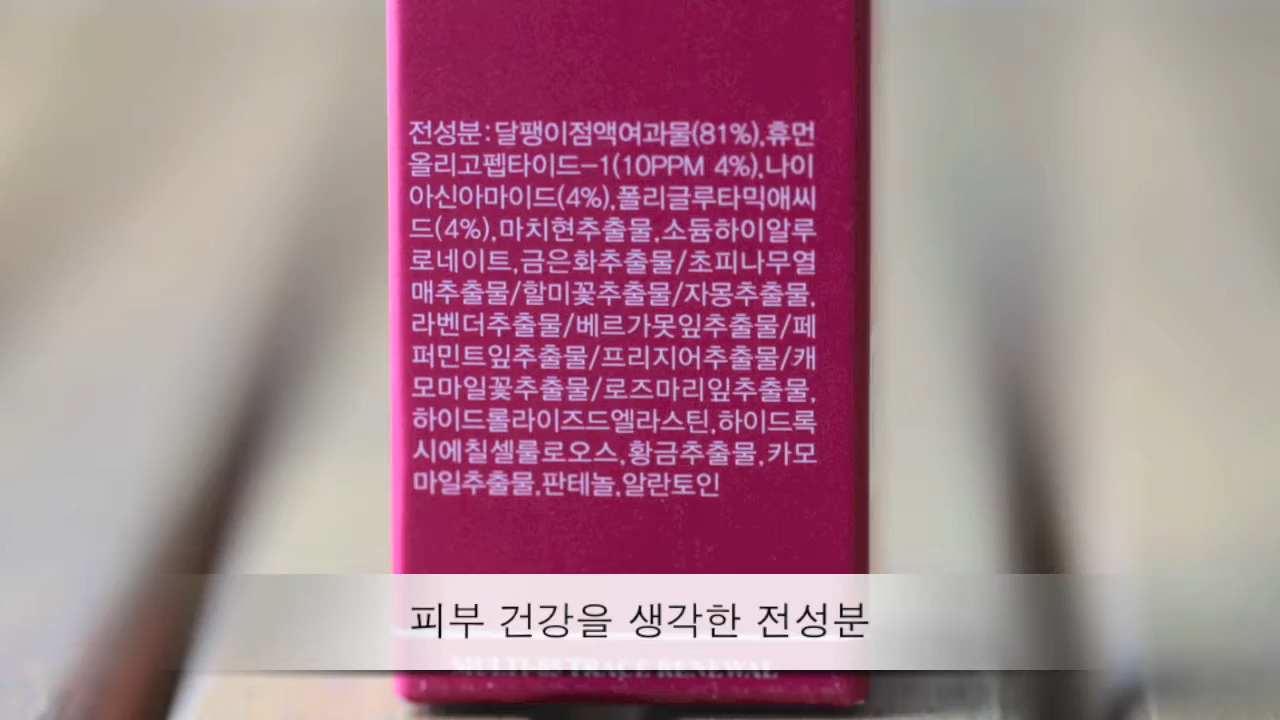 전성분:달팽이점액여과물(81%),휴먼
올리고펩타이드-1(10PPM 4%),나이
아신아마이드(4%),폴리글루타믹애씨
드(4%),마치현추출물,소듐하이알루
로네이트,금은화추출물/초피나무열
매추출물/할미꽃추출물/자몽추출물,
라벤더추출물/베르가못잎추출물/페
퍼민트잎추출물/프리지어추출물/캐
모마일꽃추출물/로즈마리잎추출물,
하이드롤라이즈드엘라스틴,하이드록
시에칠셀룰로오스,황금추출물,카모
마일추출물,판테놀,알란토인
피부 건강을 생각한 전성분
TRACE RENEWAL